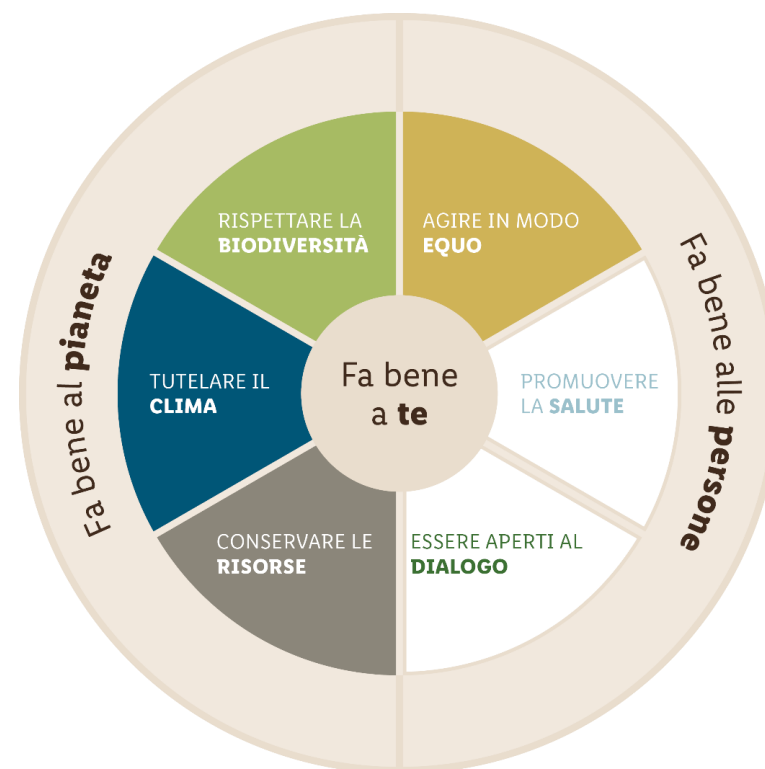 RISPETTARE LA
BIODIVERSITÀ
AGIRE IN MODO
EQUO
Fa bene al pianeta
TUTELARE IL
CLIMA
Fa bene
a te
PROMUOVERE
LA SALUTE
Fa bene alle persone
CONSERVARE LE
RISORSE
ESSERE APERTI AL
DIALOGO